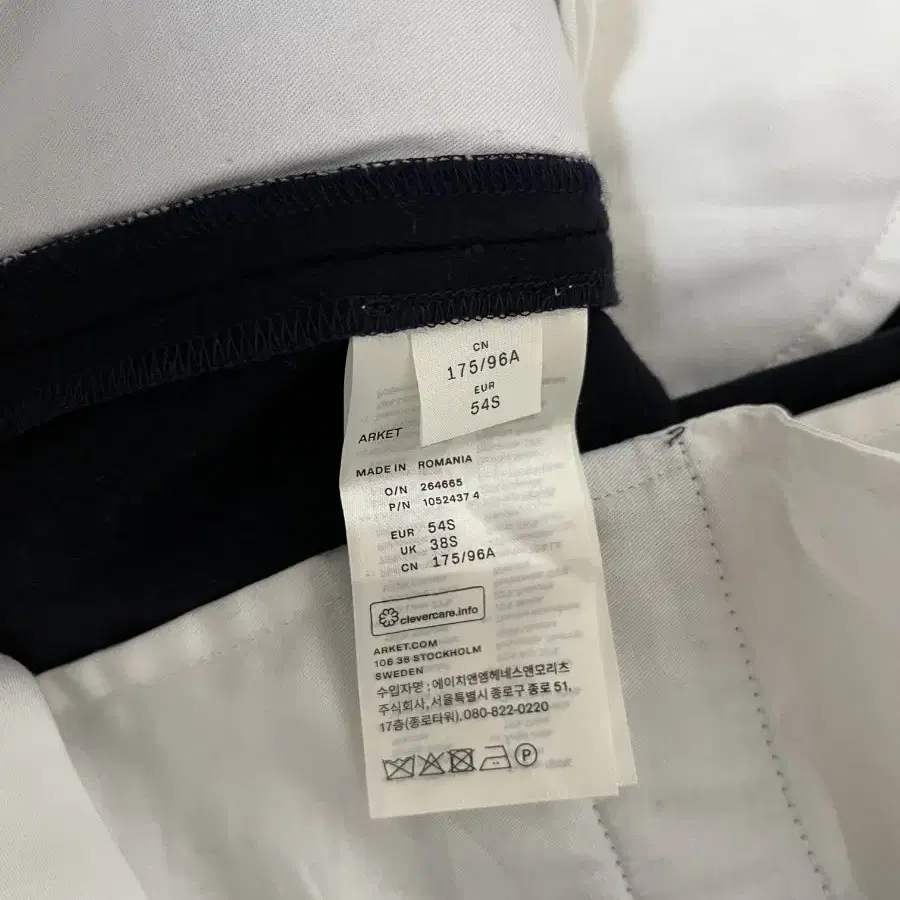 CN
175/96A
EUR
54S
ARKET
MADE IN ROMANIA
O/N 264665
P/N 1052437 4
EUR 54S
UK 38S
CN 175/96A
clevercare.info
ARKET.COM
106 38 STOCKHOLM
SWEDEN
수입자명 ; 에이치앤엠헤네스앤모리츠
주식회사, 서울특별시 종로구 종로 51,
17층(종로타워), 080-822-0220
P